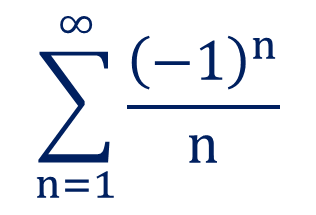 ∞
∑ (-1)ⁿ / n
n=1